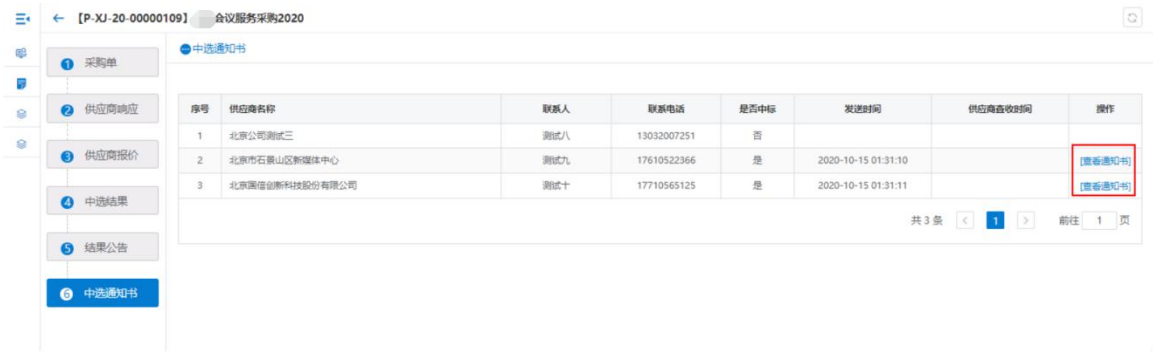 【P-XJ-20-00000109】 会议服务采购2020
1 采购单
2 供应商响应
3 供应商报价
4 中选结果
5 结果公告
6 中选通知书
中选通知书
序号 供应商名称 联系人 联系电话 是否中标 发送时间 供应商查收时间 操作
1 北京公司测试三 测试八 13032007251 否
2 北京市石景山区新媒体中心 测试九 17610522366 是 2020-10-15 01:31:10 [查看通知书]
3 北京国信创新科技股份有限公司 测试十 17710565125 是 2020-10-15 01:31:11 [查看通知书]
共 3 条 < 1 > 前往 1 页